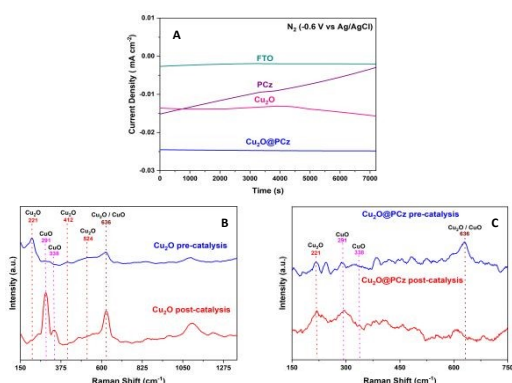 A
N₂ (-0.6 V vs Ag/AgCl)
FTO
PCz
Cu₂O
Cu₂O@PCz
0.01
0.00
-0.01
-0.02
-0.03
Current Density ( mA cm⁻²)
0 1000 2000 3000 4000 5000 6000 7000
Time (s)
B
Cu₂O
221
CuO
291
CuO
338
Cu₂O
412
Cu₂O
524
Cu₂O / CuO
636
Cu₂O pre-catalysis
Cu₂O post-catalysis
Intensity (a.u.)
150 375 600 825 1050 1275
Raman Shift (cm⁻¹)
C
Cu₂O
221
CuO
291
CuO
338
Cu₂O / CuO
636
Cu₂O@PCz pre-catalysis
Cu₂O@PCz post-catalysis
Intensity (a.u.)
150 300 450 600 750
Raman Shift (cm⁻¹)